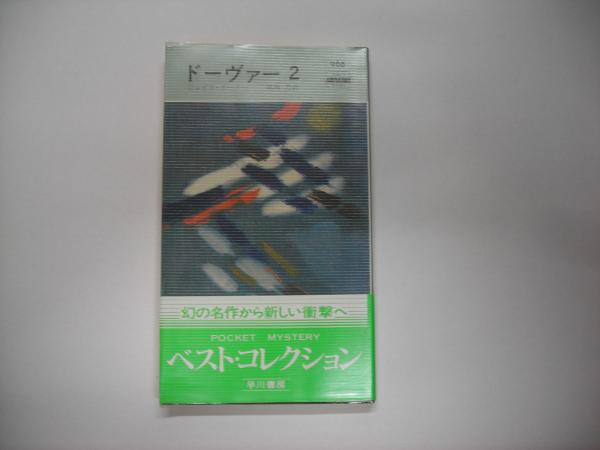 ドーヴァー 2
幻の名作から新しい衝撃へ
POCKET MYSTERY
ベスト・コレクション
早川書房